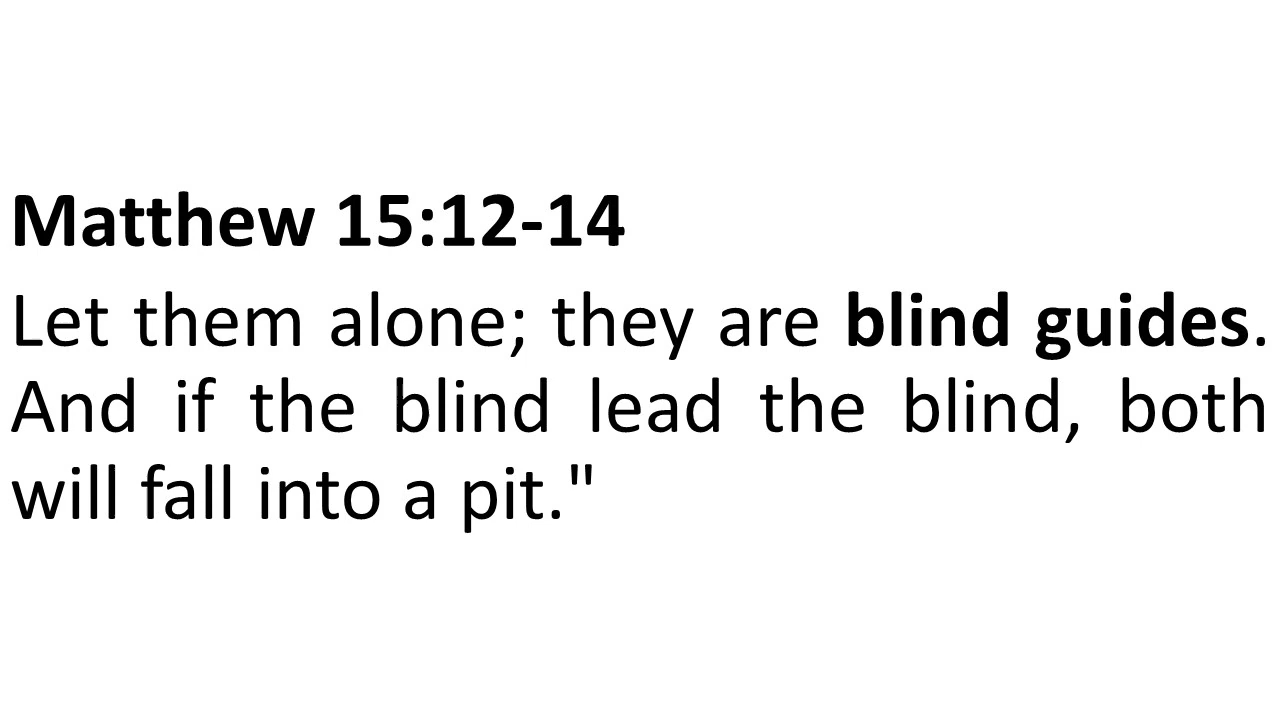 Matthew 15:12-14
Let them alone; they are blind guides.
And if the blind lead the blind, both
will fall into a pit."